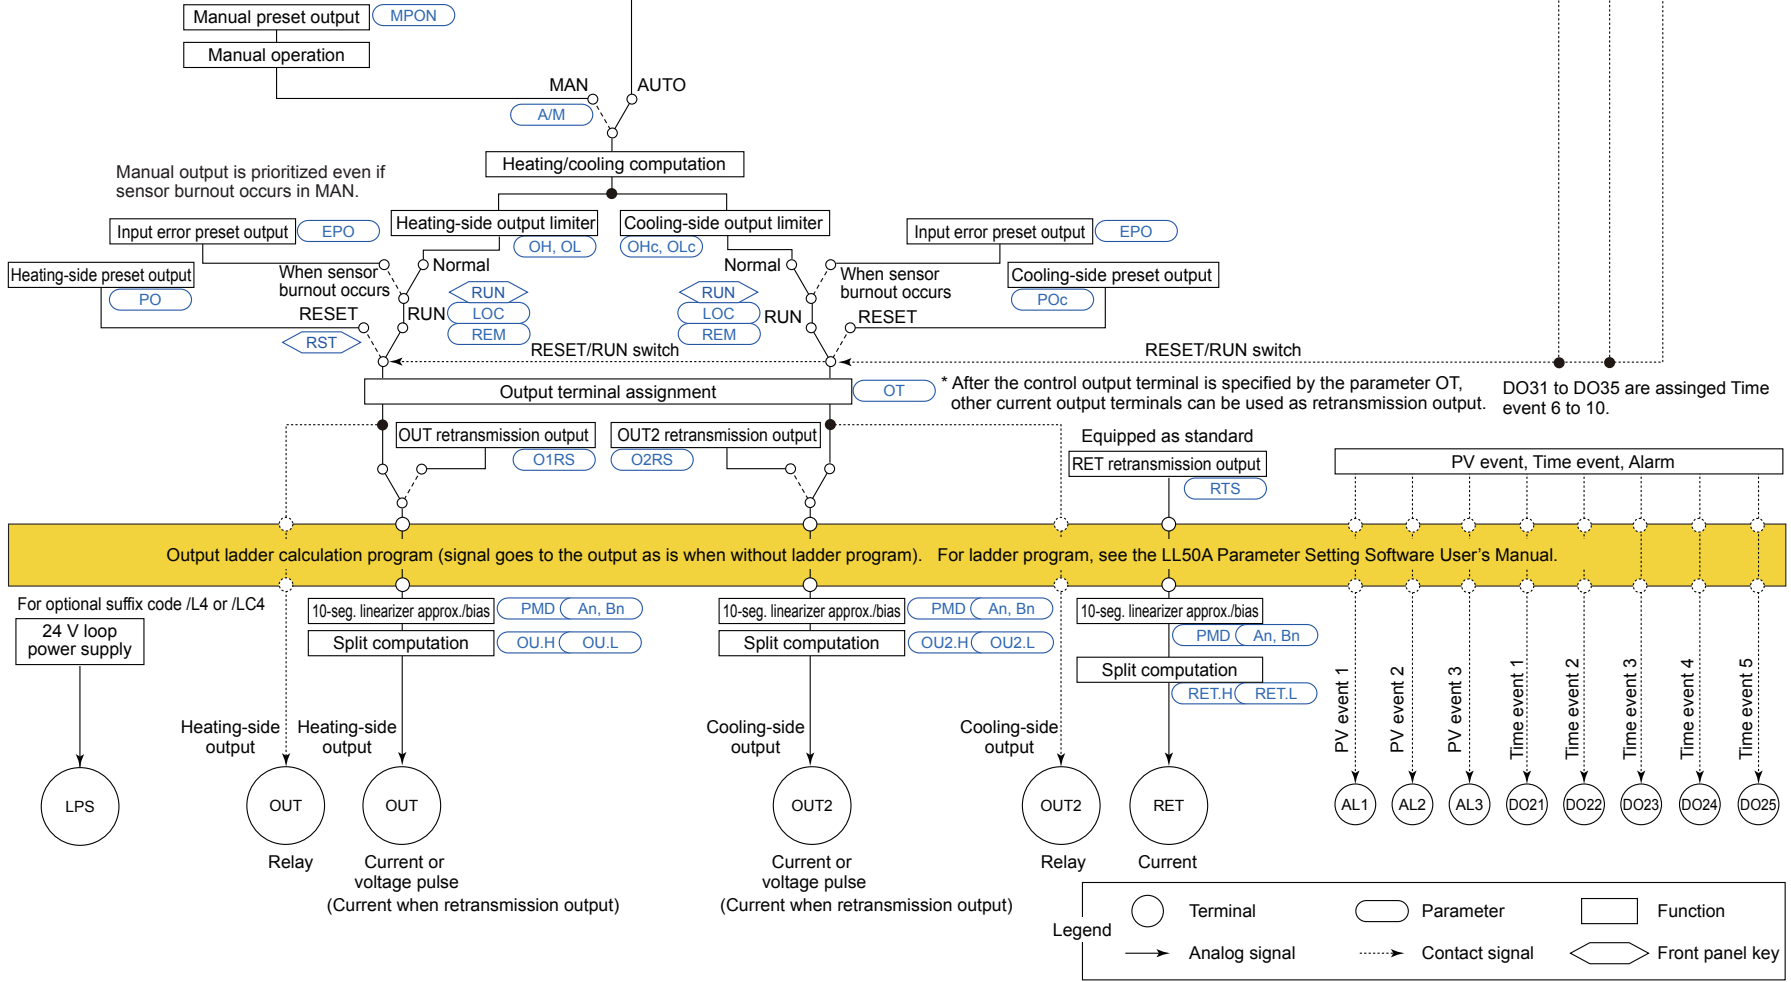 Manual preset output
MPON
Manual operation
MAN
AUTO
A/M
Heating/cooling computation
Manual output is prioritized even if
sensor burnout occurs in MAN.
Input error preset output
EPO
Heating-side output limiter
OH, OL
Cooling-side output limiter
OHc, OLc
Input error preset output
EPO
Heating-side preset output
PO
When sensor
burnout occurs
Normal
Normal
When sensor
burnout occurs
Cooling-side preset output
POc
RESET
RST
RUN
RUN
LOC
REM
RUN
LOC
REM
RUN
RESET
RESET/RUN switch
RESET/RUN switch
Output terminal assignment
OT
* After the control output terminal is specified by the parameter OT,
other current output terminals can be used as retransmission output.
DO31 to DO35 are assinged Time
event 6 to 10.
OUT retransmission output
O1RS
OUT2 retransmission output
O2RS
Equipped as standard
RET retransmission output
RTS
PV event, Time event, Alarm
Output ladder calculation program (signal goes to the output as is when without ladder program).   For ladder program, see the LL50A Parameter Setting Software User's Manual.
For optional suffix code /L4 or /LC4
24 V loop
power supply
10-seg. linearizer approx./bias
PMD
An, Bn
Split computation
OU.H
OU.L
10-seg. linearizer approx./bias
PMD
An, Bn
Split computation
OU2.H
OU2.L
10-seg. linearizer approx./bias
PMD
An, Bn
Split computation
RET.H
RET.L
PV event 1
PV event 2
PV event 3
Time event 1
Time event 2
Time event 3
Time event 4
Time event 5
Heating-side
output
Heating-side
output
Cooling-side
output
Cooling-side
output
LPS
OUT
OUT
OUT2
OUT2
RET
AL1
AL2
AL3
DO21
DO22
DO23
DO24
DO25
Relay
Current or
voltage pulse
(Current when retransmission output)
Current or
voltage pulse
(Current when retransmission output)
Relay
Current
Legend
Terminal
Parameter
Function
Analog signal
Contact signal
Front panel key